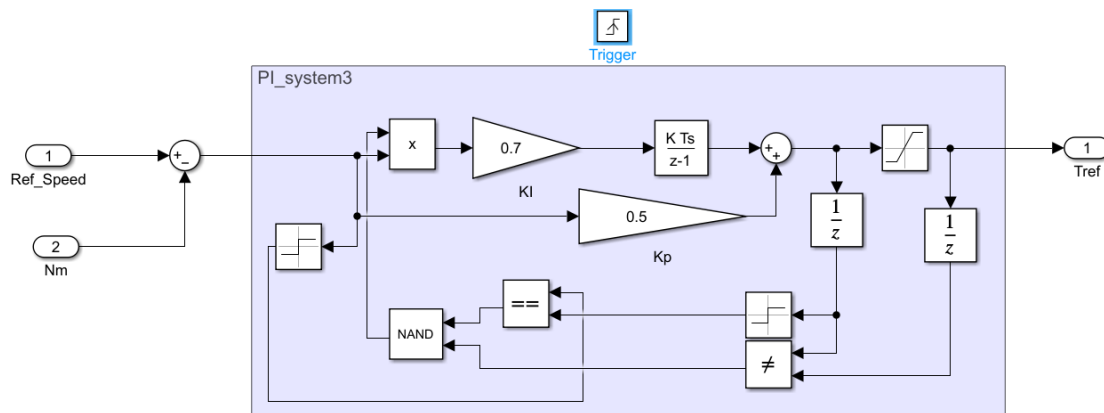 Trigger
PI_system3
1
Ref_Speed
+
−
x
0.7
KI
K Ts
z-1
+
+
1
Tref
2
Nm
0.5
Kp
1
z
1
z
==
NAND
≠